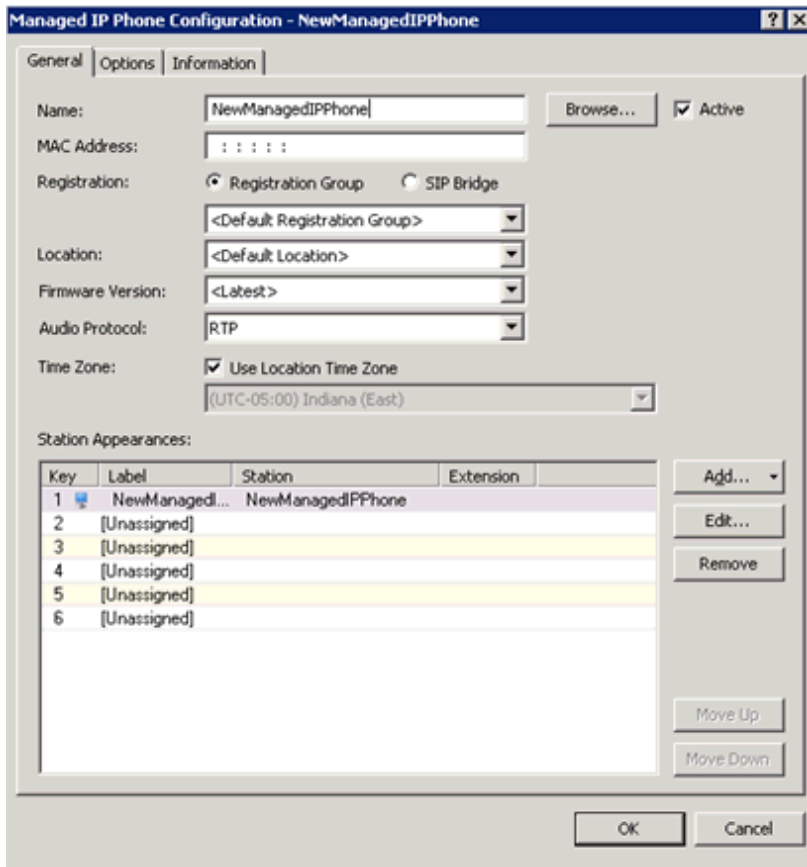 Managed IP Phone Configuration - NewManagedIPPhone
General Options Information
Name: NewManagedIPPhone Browse... Active
MAC Address: : : : : :
Registration: Registration Group SIP Bridge
<Default Registration Group>
Location: <Default Location>
Firmware Version: <Latest>
Audio Protocol: RTP
Time Zone: Use Location Time Zone
(UTC-05:00) Indiana (East)
Station Appearances:
Key Label Station Extension Add...
1 NewManagedI... NewManagedIPPhone
2 [Unassigned] Edit...
3 [Unassigned]
4 [Unassigned] Remove
5 [Unassigned]
6 [Unassigned]
Move Up
Move Down
OK Cancel